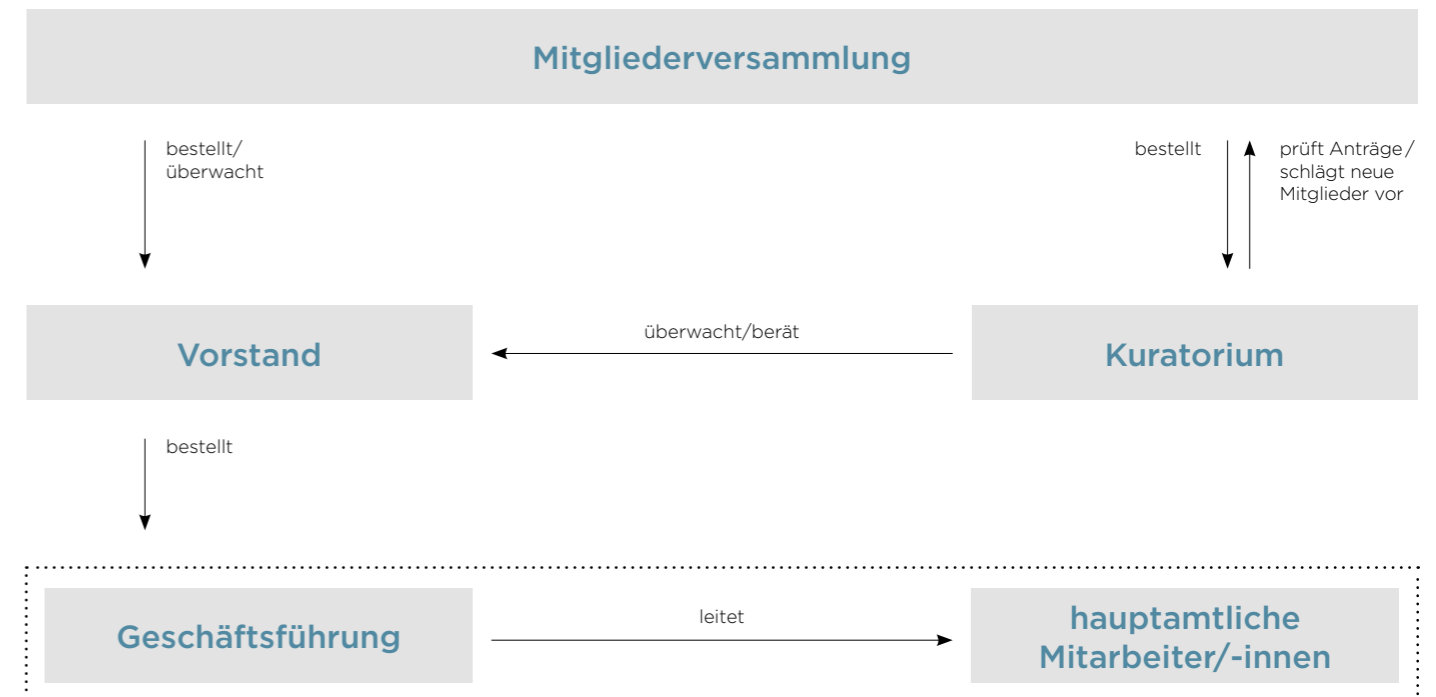 Mitgliederversammlung
bestellt/
überwacht
bestellt
prüft Anträge/
schlägt neue
Mitglieder vor
Vorstand
überwacht/berät
Kuratorium
bestellt
Geschäftsführung
leitet
hauptamtliche
Mitarbeiter/-innen